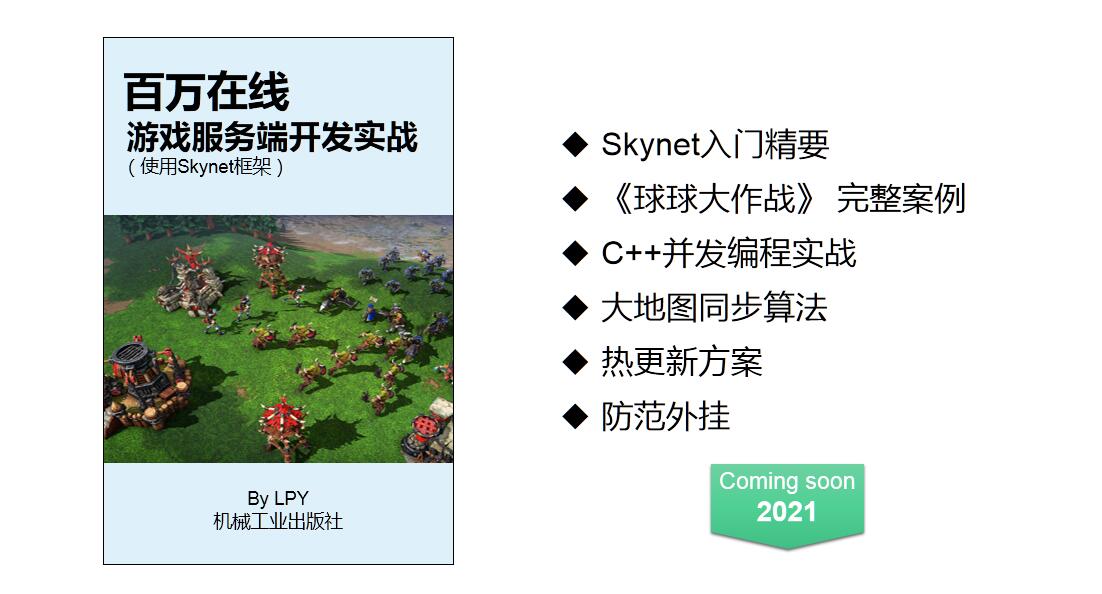 百万在线
游戏服务端开发实战
(使用Skynet框架)
By LPY
机械工业出版社
◆ Skynet入门精要
◆ 《球球大作战》 完整案例
◆ C++并发编程实战
◆ 大地图同步算法
◆ 热更新方案
◆ 防范外挂
Coming soon
2021